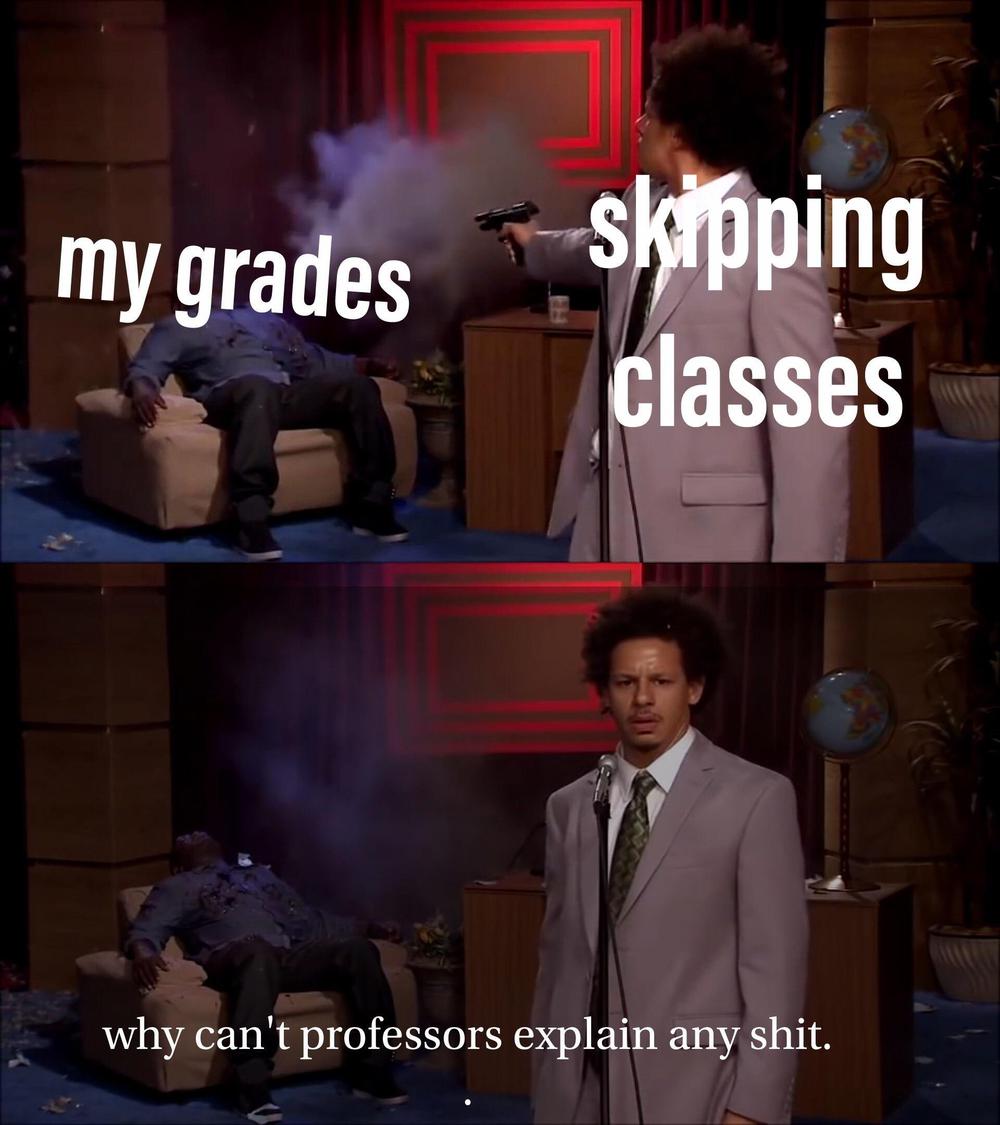 my grades
skipping
classes
why can't professors explain any shit.
.